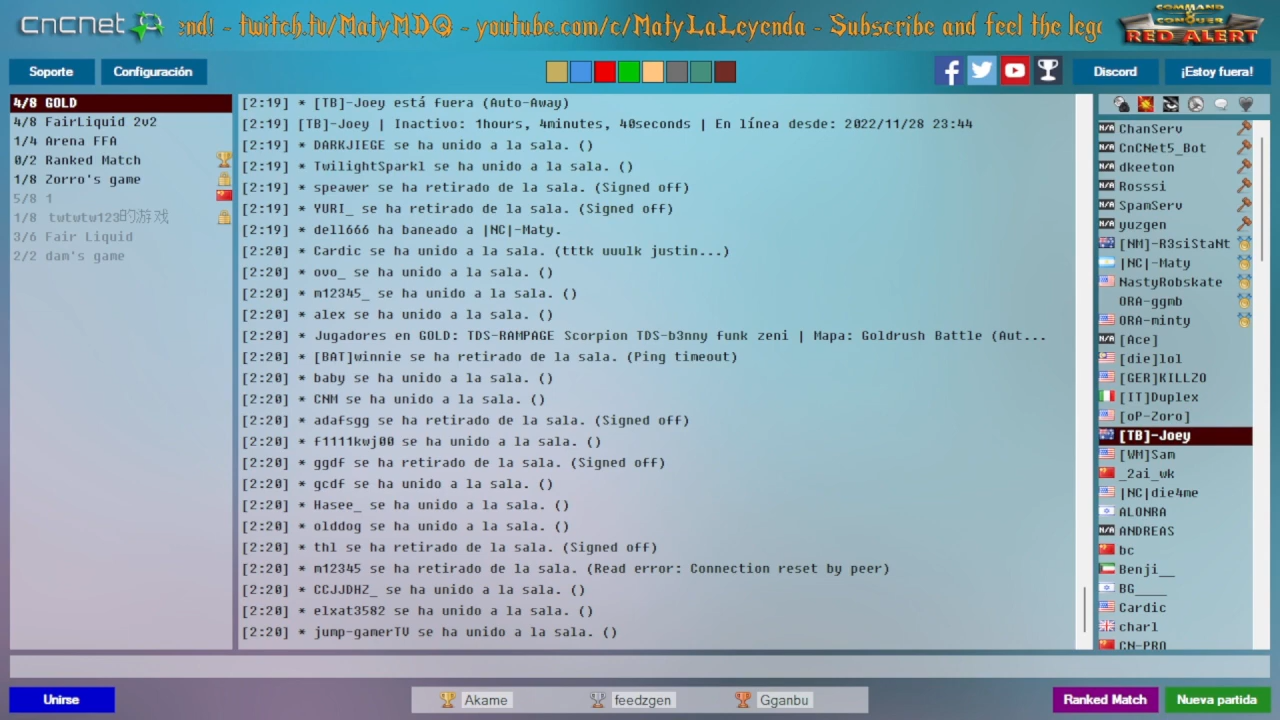 CnCNet
end! - twitch.tv/MatyMDQ - youtube.com/c/MatyLaLeyenda - Subscribe and feel the lege
COMMAND & CONQUER
RED ALERT
Soporte
Configuración
Discord
¡Estoy fuera!
4/8 GOLD
4/8 FairLiquid 2v2
1/4 Arena FFA
0/2 Ranked Match
1/8 Zorro's game
5/8 1
1/8 twtwtw123的游戏
3/6 Fair Liquid
2/2 dam's game
[2:19] * [TB]-Joey está fuera (Auto-Away)
[2:19] [TB]-Joey | Inactivo: 1hours, 4minutes, 40seconds | En línea desde: 2022/11/28 23:44
[2:19] * DARKJIEGE se ha unido a la sala. ()
[2:19] * TwilightSparkl se ha unido a la sala. ()
[2:19] * speawer se ha retirado de la sala. (Signed off)
[2:19] * YURI_ se ha retirado de la sala. (Signed off)
[2:19] * dell666 ha baneado a |NC|-Maty.
[2:20] * Cardic se ha unido a la sala. (tttk uuulk justin...)
[2:20] * ovo_ se ha unido a la sala. ()
[2:20] * m12345_ se ha unido a la sala. ()
[2:20] * alex se ha unido a la sala. ()
[2:20] * Jugadores en GOLD: TDS-RAMPAGE Scorpion TDS-b3nny funk zeni | Mapa: Goldrush Battle (Aut...
[2:20] * [BAT]winnie se ha retirado de la sala. (Ping timeout)
[2:20] * baby se ha unido a la sala. ()
[2:20] * CNM se ha unido a la sala. ()
[2:20] * adafsgg se ha retirado de la sala. (Signed off)
[2:20] * f1111kwj00 se ha unido a la sala. ()
[2:20] * ggdf se ha retirado de la sala. (Signed off)
[2:20] * gcdf se ha unido a la sala. ()
[2:20] * Hasee_ se ha unido a la sala. ()
[2:20] * olddog se ha unido a la sala. ()
[2:20] * thl se ha retirado de la sala. (Signed off)
[2:20] * m12345 se ha retirado de la sala. (Read error: Connection reset by peer)
[2:20] * CCJJDHZ_ se ha unido a la sala. ()
[2:20] * elxat3582 se ha unido a la sala. ()
[2:20] * jump-gamerTd se ha unido a la sala. ()
N/A ChanServ
N/A CnCNet5_Bot
N/A dkeeton
N/A Rosssi
N/A SpamServ
N/A yuzgen
[NM]-R3siStaNt
|NC|-Maty
NastyRobskate
ORA-ggmb
ORA-minty
N/A [Ace]
[die]lol
[GER]KILLZO
[IT]Duplex
[oP-Zoro]
[TB]-Joey
[WM]Sam
_2ai_wk
|NC|die4me
ALONRA
N/A ANDREAS
bc
Benji__
BG____
Cardic
charl
CN-PRO
Unirse
Akame
feedzgen
Gganbu
Ranked Match
Nueva partida